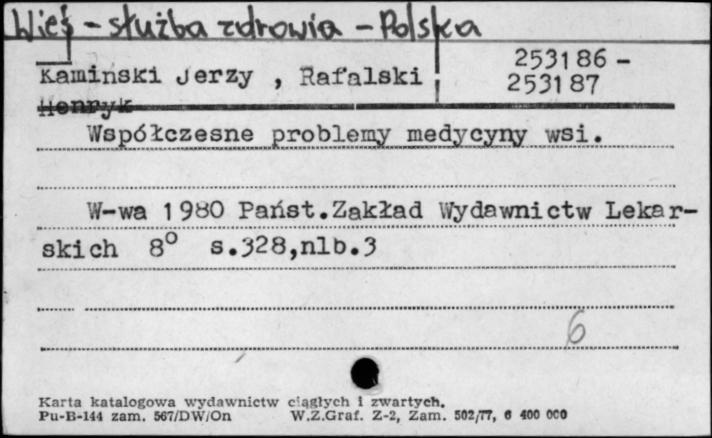 Wieś - służba zdrowia - Polska
Kamiński Jerzy , Rafalski
253186 -
253187
Henryk
Współczesne problemy medycyny wsi.
W-wa 1980 Państ.Zakład Wydawnictw Lekar-
skich 8° s.328,nlb.3
6
Karta katalogowa wydawnictw ciągłych i zwartych.
Pu-B-144 zam. 567/DW/On W.Z.Graf. Z-2, Zam. 502/77, 6 400 000